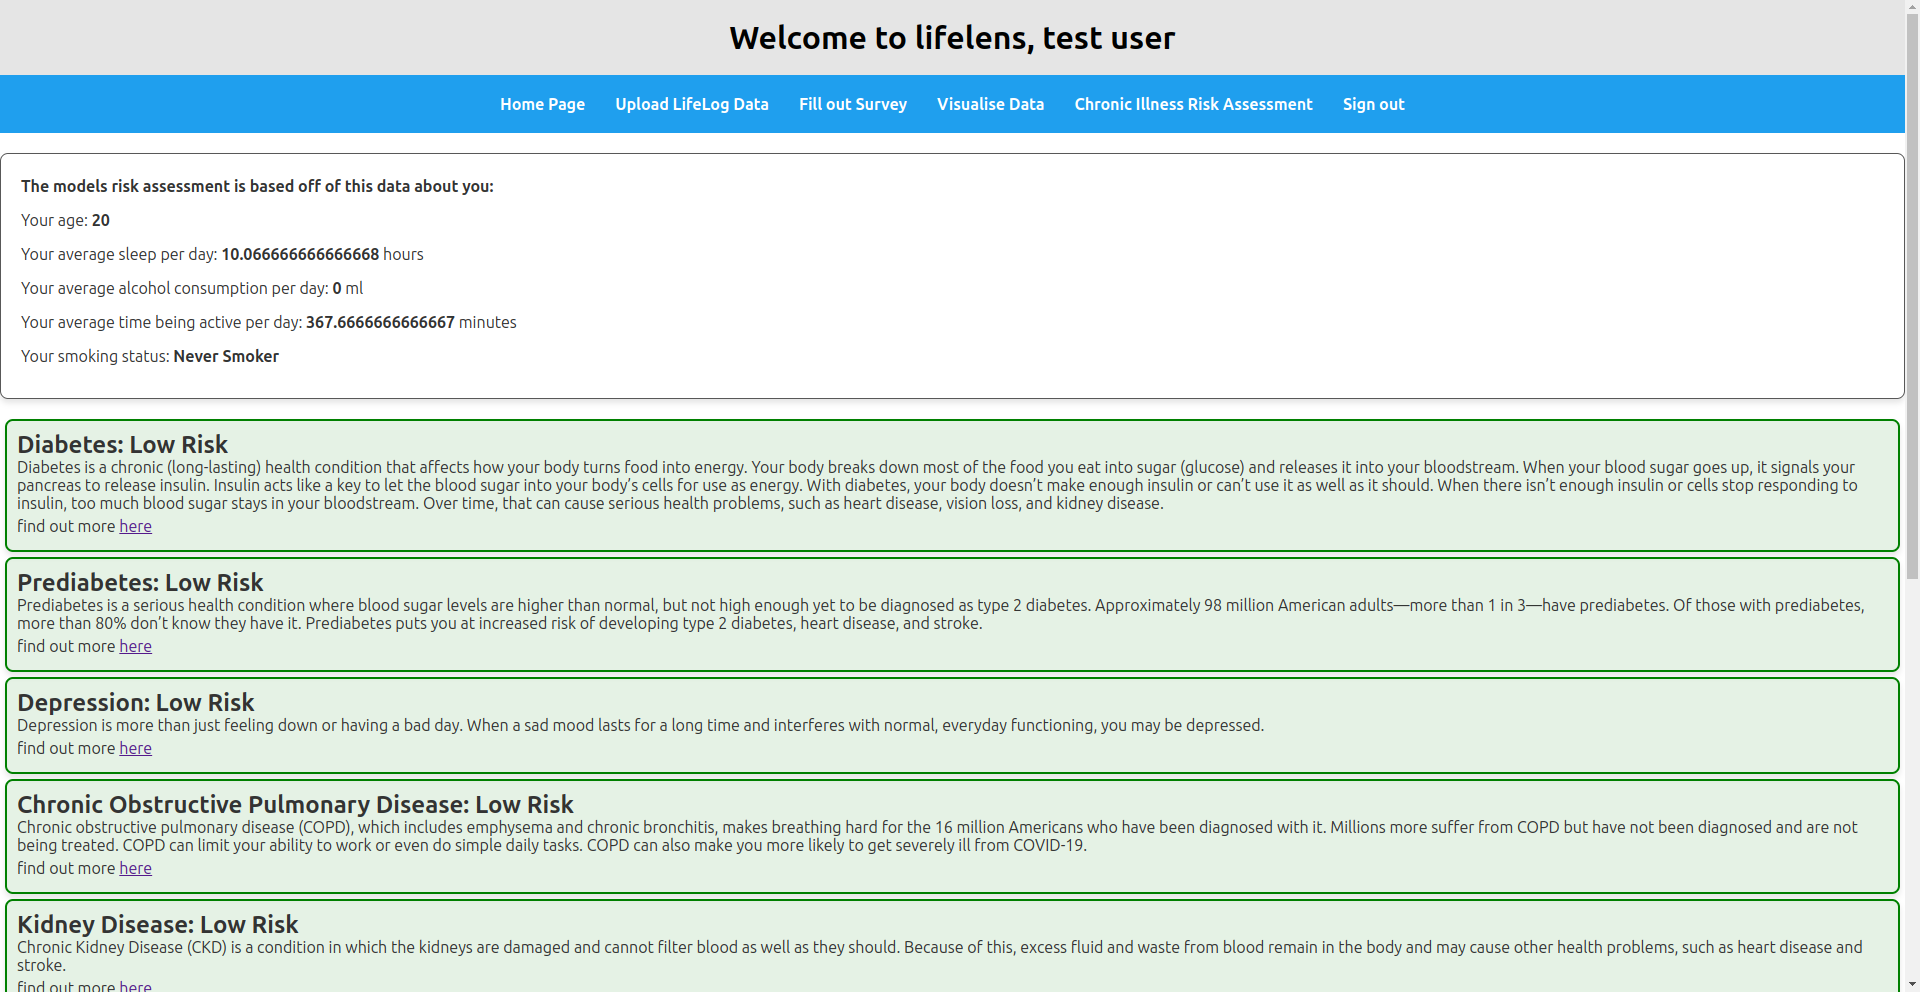 Welcome to lifelens, test user
Home Page Upload LifeLog Data Fill out Survey Visualise Data Chronic Illness Risk Assessment Sign out
The models risk assessment is based off of this data about you:
Your age: 20
Your average sleep per day: 10.066666666666668 hours
Your average alcohol consumption per day: 0 ml
Your average time being active per day: 367.6666666666667 minutes
Your smoking status: Never Smoker
Diabetes: Low Risk
Diabetes is a chronic (long-lasting) health condition that affects how your body turns food into energy. Your body breaks down most of the food you eat into sugar (glucose) and releases it into your bloodstream. When your blood sugar goes up, it signals your
pancreas to release insulin. Insulin acts like a key to let the blood sugar into your body’s cells for use as energy. With diabetes, your body doesn’t make enough insulin or can’t use it as well as it should. When there isn’t enough insulin or cells stop responding to
insulin, too much blood sugar stays in your bloodstream. Over time, that can cause serious health problems, such as heart disease, vision loss, and kidney disease.
find out more here
Prediabetes: Low Risk
Prediabetes is a serious health condition where blood sugar levels are higher than normal, but not high enough yet to be diagnosed as type 2 diabetes. Approximately 98 million American adults—more than 1 in 3—have prediabetes. Of those with prediabetes,
more than 80% don’t know they have it. Prediabetes puts you at increased risk of developing type 2 diabetes, heart disease, and stroke.
find out more here
Depression: Low Risk
Depression is more than just feeling down or having a bad day. When a sad mood lasts for a long time and interferes with normal, everyday functioning, you may be depressed.
find out more here
Chronic Obstructive Pulmonary Disease: Low Risk
Chronic obstructive pulmonary disease (COPD), which includes emphysema and chronic bronchitis, makes breathing hard for the 16 million Americans who have been diagnosed with it. Millions more suffer from COPD but have not been diagnosed and are not
being treated. COPD can limit your ability to work or even do simple daily tasks. COPD can also make you more likely to get severely ill from COVID-19.
find out more here
Kidney Disease: Low Risk
Chronic Kidney Disease (CKD) is a condition in which the kidneys are damaged and cannot filter blood as well as they should. Because of this, excess fluid and waste from blood remain in the body and may cause other health problems, such as heart disease and
stroke.
find out more here